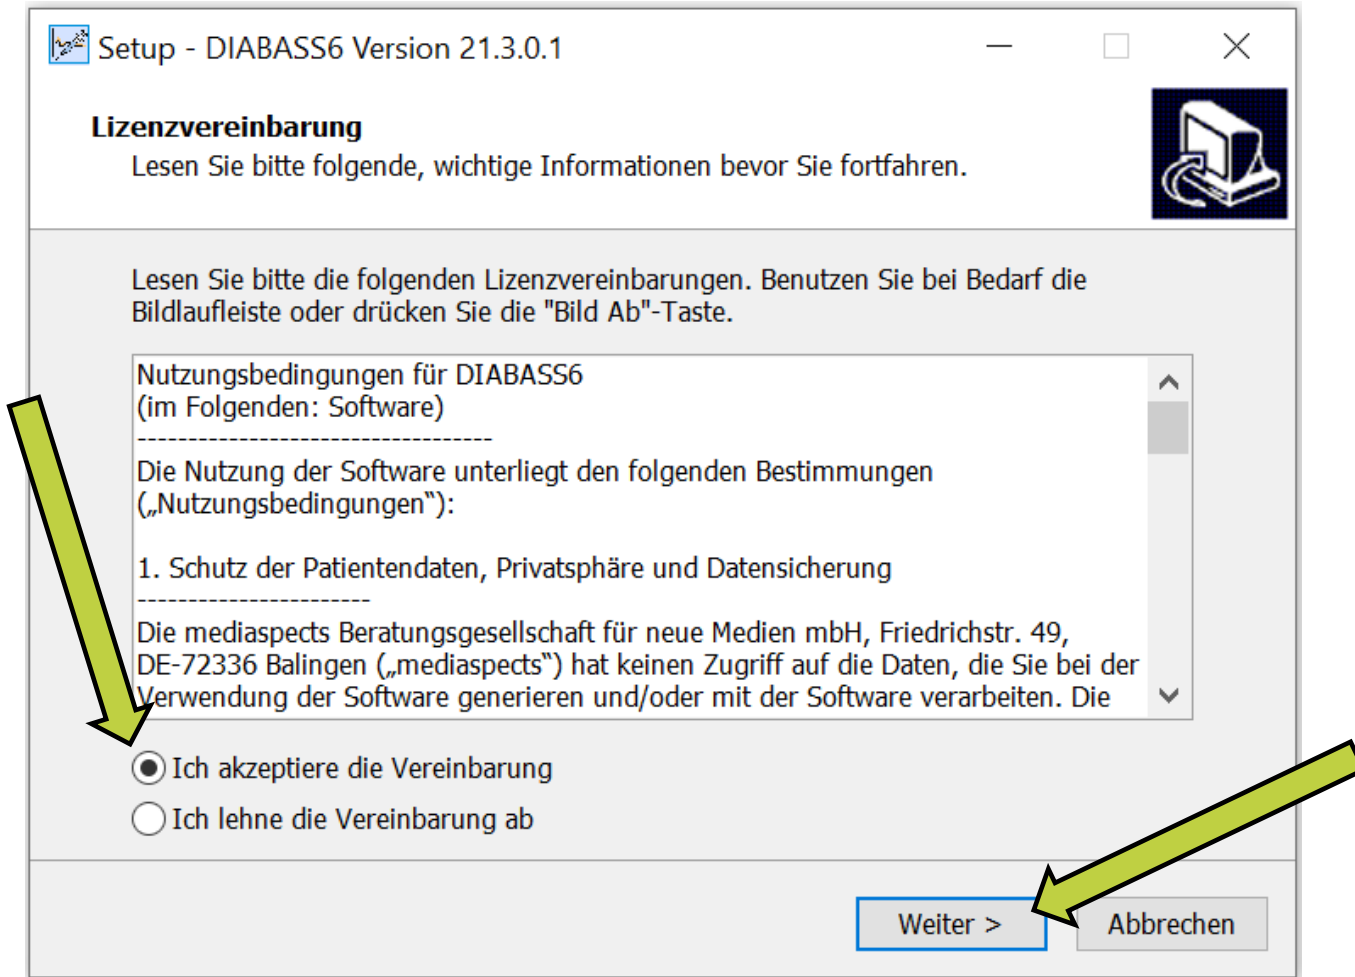 Setup - DIABASS6 Version 21.3.0.1
Lizenzvereinbarung
Lesen Sie bitte folgende, wichtige Informationen bevor Sie fortfahren.
Lesen Sie bitte die folgenden Lizenzvereinbarungen. Benutzen Sie bei Bedarf die
Bildlaufleiste oder drücken Sie die "Bild Ab"-Taste.
Nutzungsbedingungen für DIABASS6
(im Folgenden: Software)
-----------------------------------
Die Nutzung der Software unterliegt den folgenden Bestimmungen
(„Nutzungsbedingungen“):
1. Schutz der Patientendaten, Privatsphäre und Datensicherung
-----------------------
Die mediaspects Beratungsgesellschaft für neue Medien mbH, Friedrichstr. 49,
DE-72336 Balingen („mediaspects“) hat keinen Zugriff auf die Daten, die Sie bei der
Verwendung der Software generieren und/oder mit der Software verarbeiten. Die
Ich akzeptiere die Vereinbarung
Ich lehne die Vereinbarung ab
Weiter >
Abbrechen